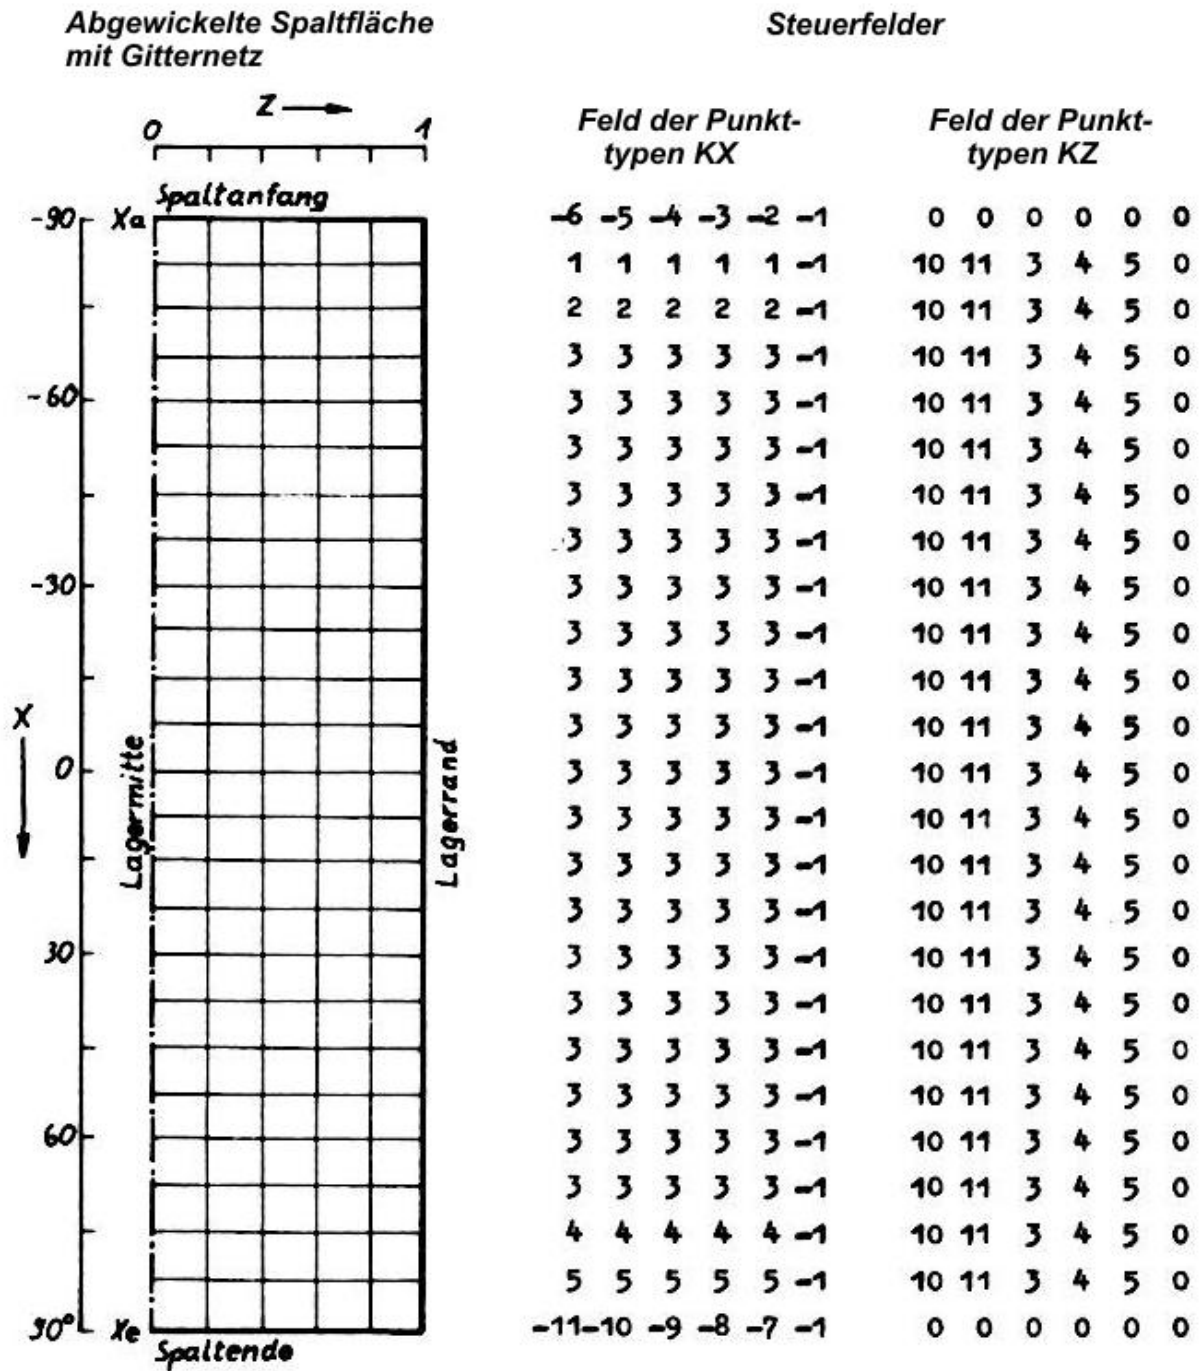 Abgewickelte Spaltfläche
mit Gitternetz
Steuerfelder
Z
0 1
Feld der Punkt-
typen KX
Feld der Punkt-
typen KZ
Spaltanfang
-90 Xa -6 -5 -4 -3 -2 -1 0 0 0 0 0 0
1 1 1 1 1 -1 10 11 3 4 5 0
2 2 2 2 2 -1 10 11 3 4 5 0
3 3 3 3 3 -1 10 11 3 4 5 0
-60 3 3 3 3 3 -1 10 11 3 4 5 0
3 3 3 3 3 -1 10 11 3 4 5 0
3 3 3 3 3 -1 10 11 3 4 5 0
3 3 3 3 3 -1 10 11 3 4 5 0
-30 3 3 3 3 3 -1 10 11 3 4 5 0
3 3 3 3 3 -1 10 11 3 4 5 0
3 3 3 3 3 -1 10 11 3 4 5 0
X
3 3 3 3 3 -1 10 11 3 4 5 0
0 3 3 3 3 3 -1 10 11 3 4 5 0
Lagermitte
Lagerrand
3 3 3 3 3 -1 10 11 3 4 5 0
3 3 3 3 3 -1 10 11 3 4 5 0
3 3 3 3 3 -1 10 11 3 4 5 0
30 3 3 3 3 3 -1 10 11 3 4 5 0
3 3 3 3 3 -1 10 11 3 4 5 0
3 3 3 3 3 -1 10 11 3 4 5 0
3 3 3 3 3 -1 10 11 3 4 5 0
60 3 3 3 3 3 -1 10 11 3 4 5 0
3 3 3 3 3 -1 10 11 3 4 5 0
4 4 4 4 4 -1 10 11 3 4 5 0
5 5 5 5 5 -1 10 11 3 4 5 0
90° Xe -11 -10 -9 -8 -7 -1 0 0 0 0 0 0
Spaltende